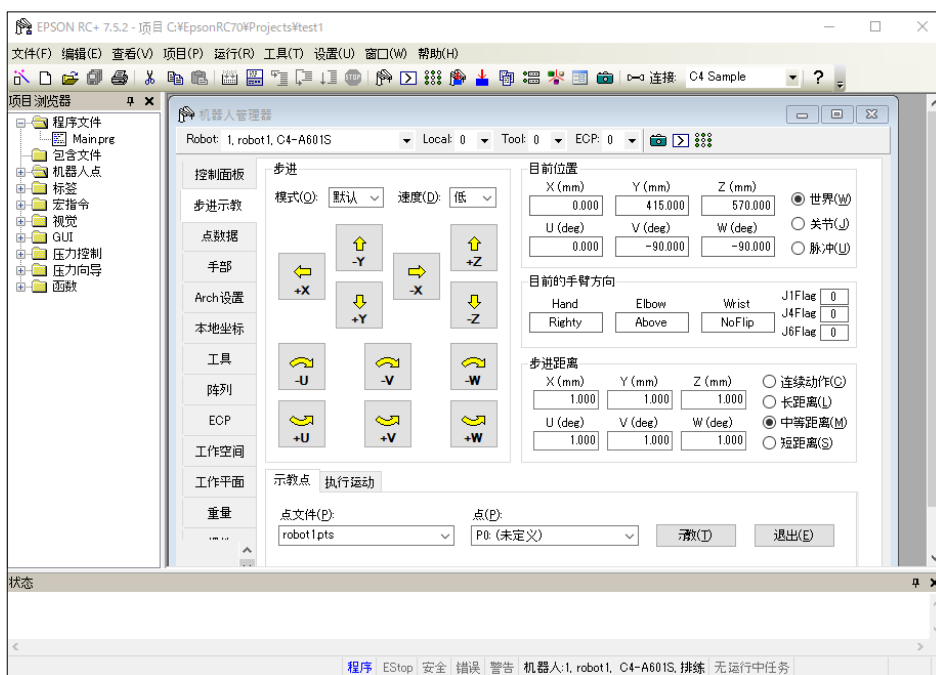 EPSON RC+ 7.5.2 - 项目 C:¥EpsonRC70¥Projects¥test1
文件(F) 编辑(E) 查看(V) 项目(P) 运行(R) 工具(T) 设置(U) 窗口(W) 帮助(H)
连接: C4 Sample ?
项目浏览器
程序文件
Main.prg
包含文件
机器人点
标签
宏指令
视觉
GUI
压力控制
压力向导
函数
机器人管理器
Robot: 1, robot1, C4-A601S Local: 0 Tool: 0 ECP: 0
控制面板
步进示教
点数据
手部
Arch设置
本地坐标
工具
阵列
ECP
工作空间
工作平面
重量
步进
模式(O): 默认 速度(D): 低
-Y +Z
+X -X
+Y -Z
-U -V -W
+U +V +W
目前位置
X (mm) Y (mm) Z (mm)
0.000 415.000 570.000
U (deg) V (deg) W (deg)
0.000 -90.000 -90.000
世界(W)
关节(J)
脉冲(U)
目前的手臂方向
Hand Elbow Wrist
Righty Above NoFlip
J1Flag 0
J4Flag 0
J6Flag 0
步进距离
X (mm) Y (mm) Z (mm)
1.000 1.000 1.000
U (deg) V (deg) W (deg)
1.000 1.000 1.000
连续动作(C)
长距离(L)
中等距离(M)
短距离(S)
示教点 执行运动
点文件(P): 点(P):
robot1.pts P0: (未定义) 示教(T) 退出(E)
状态
程序 EStop 安全 错误 警告 机器人:1, robot1, C4-A601S, 排练 无运行中任务